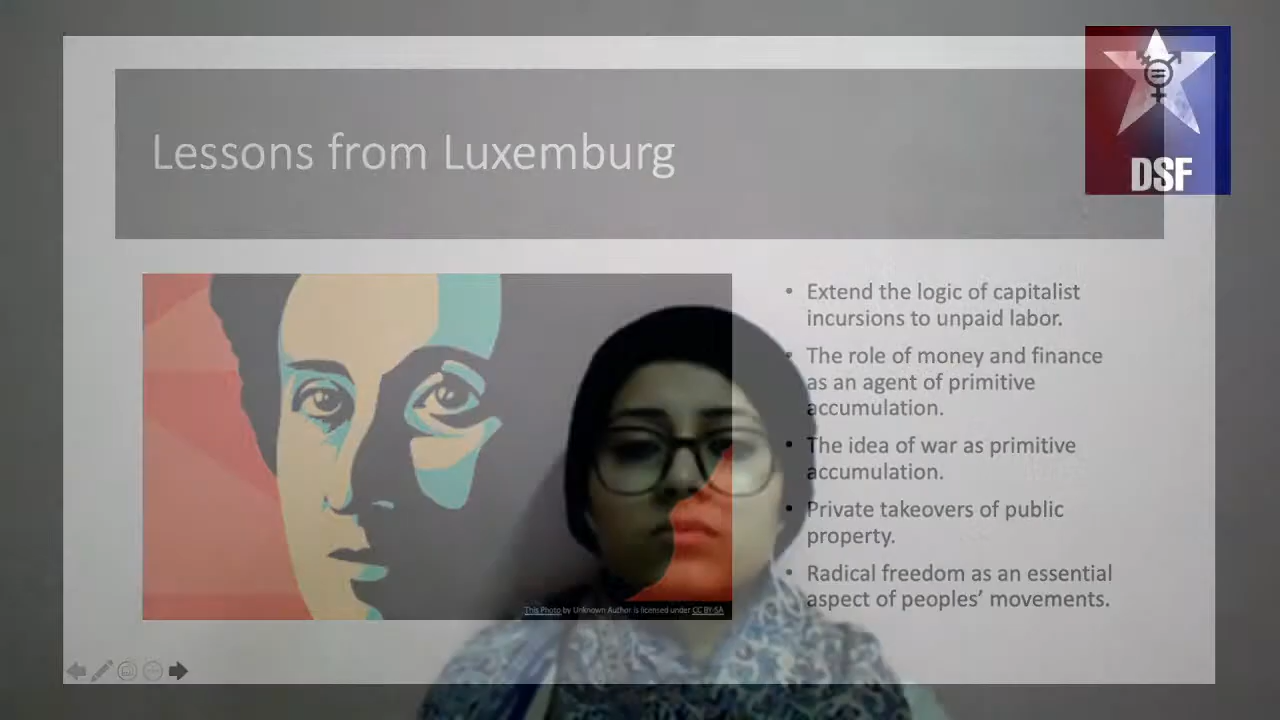 Lessons from Luxemburg
DSF
• Extend the logic of capitalist
incursions to unpaid labor.
• The role of money and finance
as an agent of primitive
accumulation.
• The idea of war as primitive
accumulation.
• Private takeovers of public
property.
• Radical freedom as an essential
aspect of peoples’ movements.
This Photo by Unknown Author is licensed under CC BY-SA